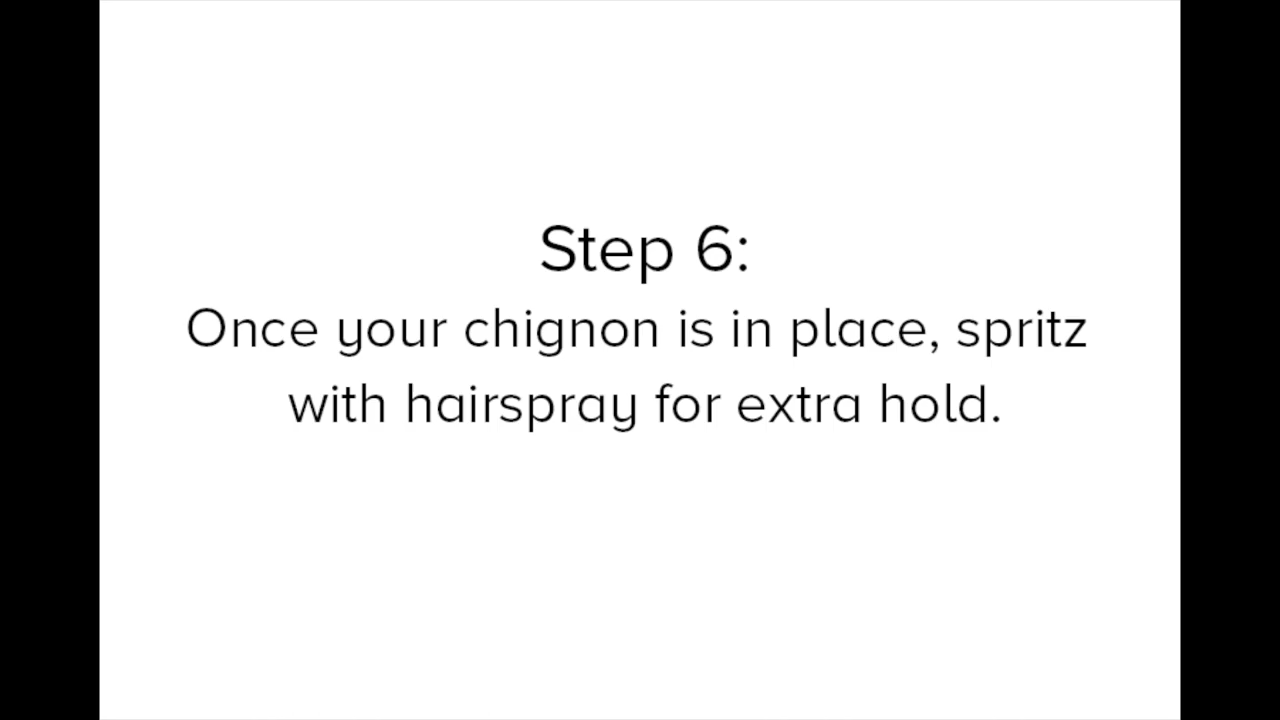 Step 6:
Once your chignon is in place, spritz
with hairspray for extra hold.